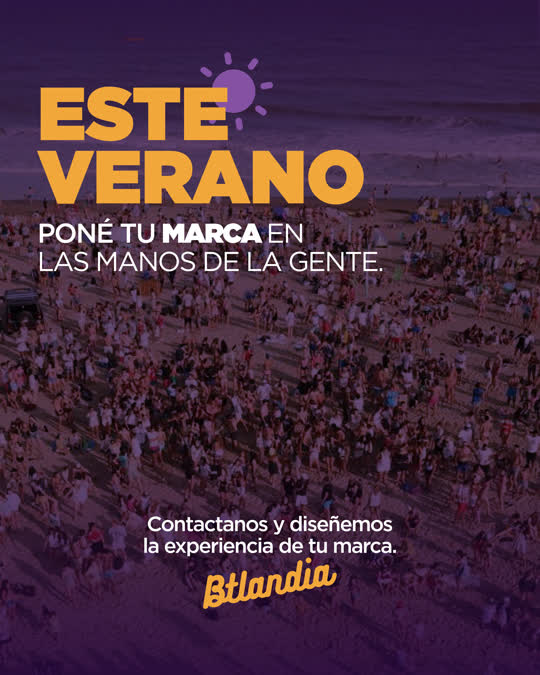 ESTE
VERANO
PONÉ TU MARCA EN
LAS MANOS DE LA GENTE.
Contactanos y diseñemos
la experiencia de tu marca.
Btlandia